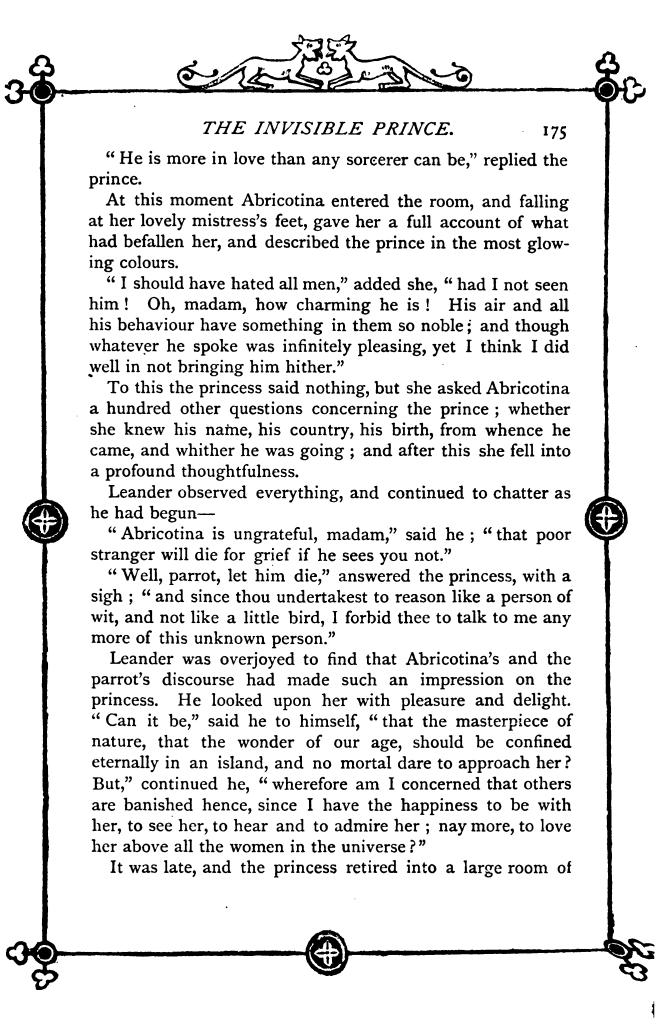 THE INVISIBLE PRINCE. 175
“ He is more in love than any sorcerer can be,” replied the
prince.
At this moment Abricotina entered the room, and falling
at her lovely mistress’s feet, gave her a full account of what
had befallen her, and described the prince in the most glow-
ing colours.
“ I should have hated all men,” added she, “ had I not seen
him ! Oh, madam, how charming he is ! His air and all
his behaviour have something in them so noble ; and though
whatever he spoke was infinitely pleasing, yet I think I did
well in not bringing him hither.”
To this the princess said nothing, but she asked Abricotina
a hundred other questions concerning the prince ; whether
she knew his name, his country, his birth, from whence he
came, and whither he was going ; and after this she fell into
a profound thoughtfulness.
Leander observed everything, and continued to chatter as
he had begun—
“ Abricotina is ungrateful, madam,” said he ; “ that poor
stranger will die for grief if he sees you not.”
“ Well, parrot, let him die,” answered the princess, with a
sigh ; “ and since thou undertakest to reason like a person of
wit, and not like a little bird, I forbid thee to talk to me any
more of this unknown person.”
Leander was overjoyed to find that Abricotina’s and the
parrot’s discourse had made such an impression on the
princess. He looked upon her with pleasure and delight.
“ Can it be,” said he to himself, “ that the masterpiece of
nature, that the wonder of our age, should be confined
eternally in an island, and no mortal dare to approach her ?
But,” continued he, “ wherefore am I concerned that others
are banished hence, since I have the happiness to be with
her, to see her, to hear and to admire her ; nay more, to love
her above all the women in the universe ?”
It was late, and the princess retired into a large room of